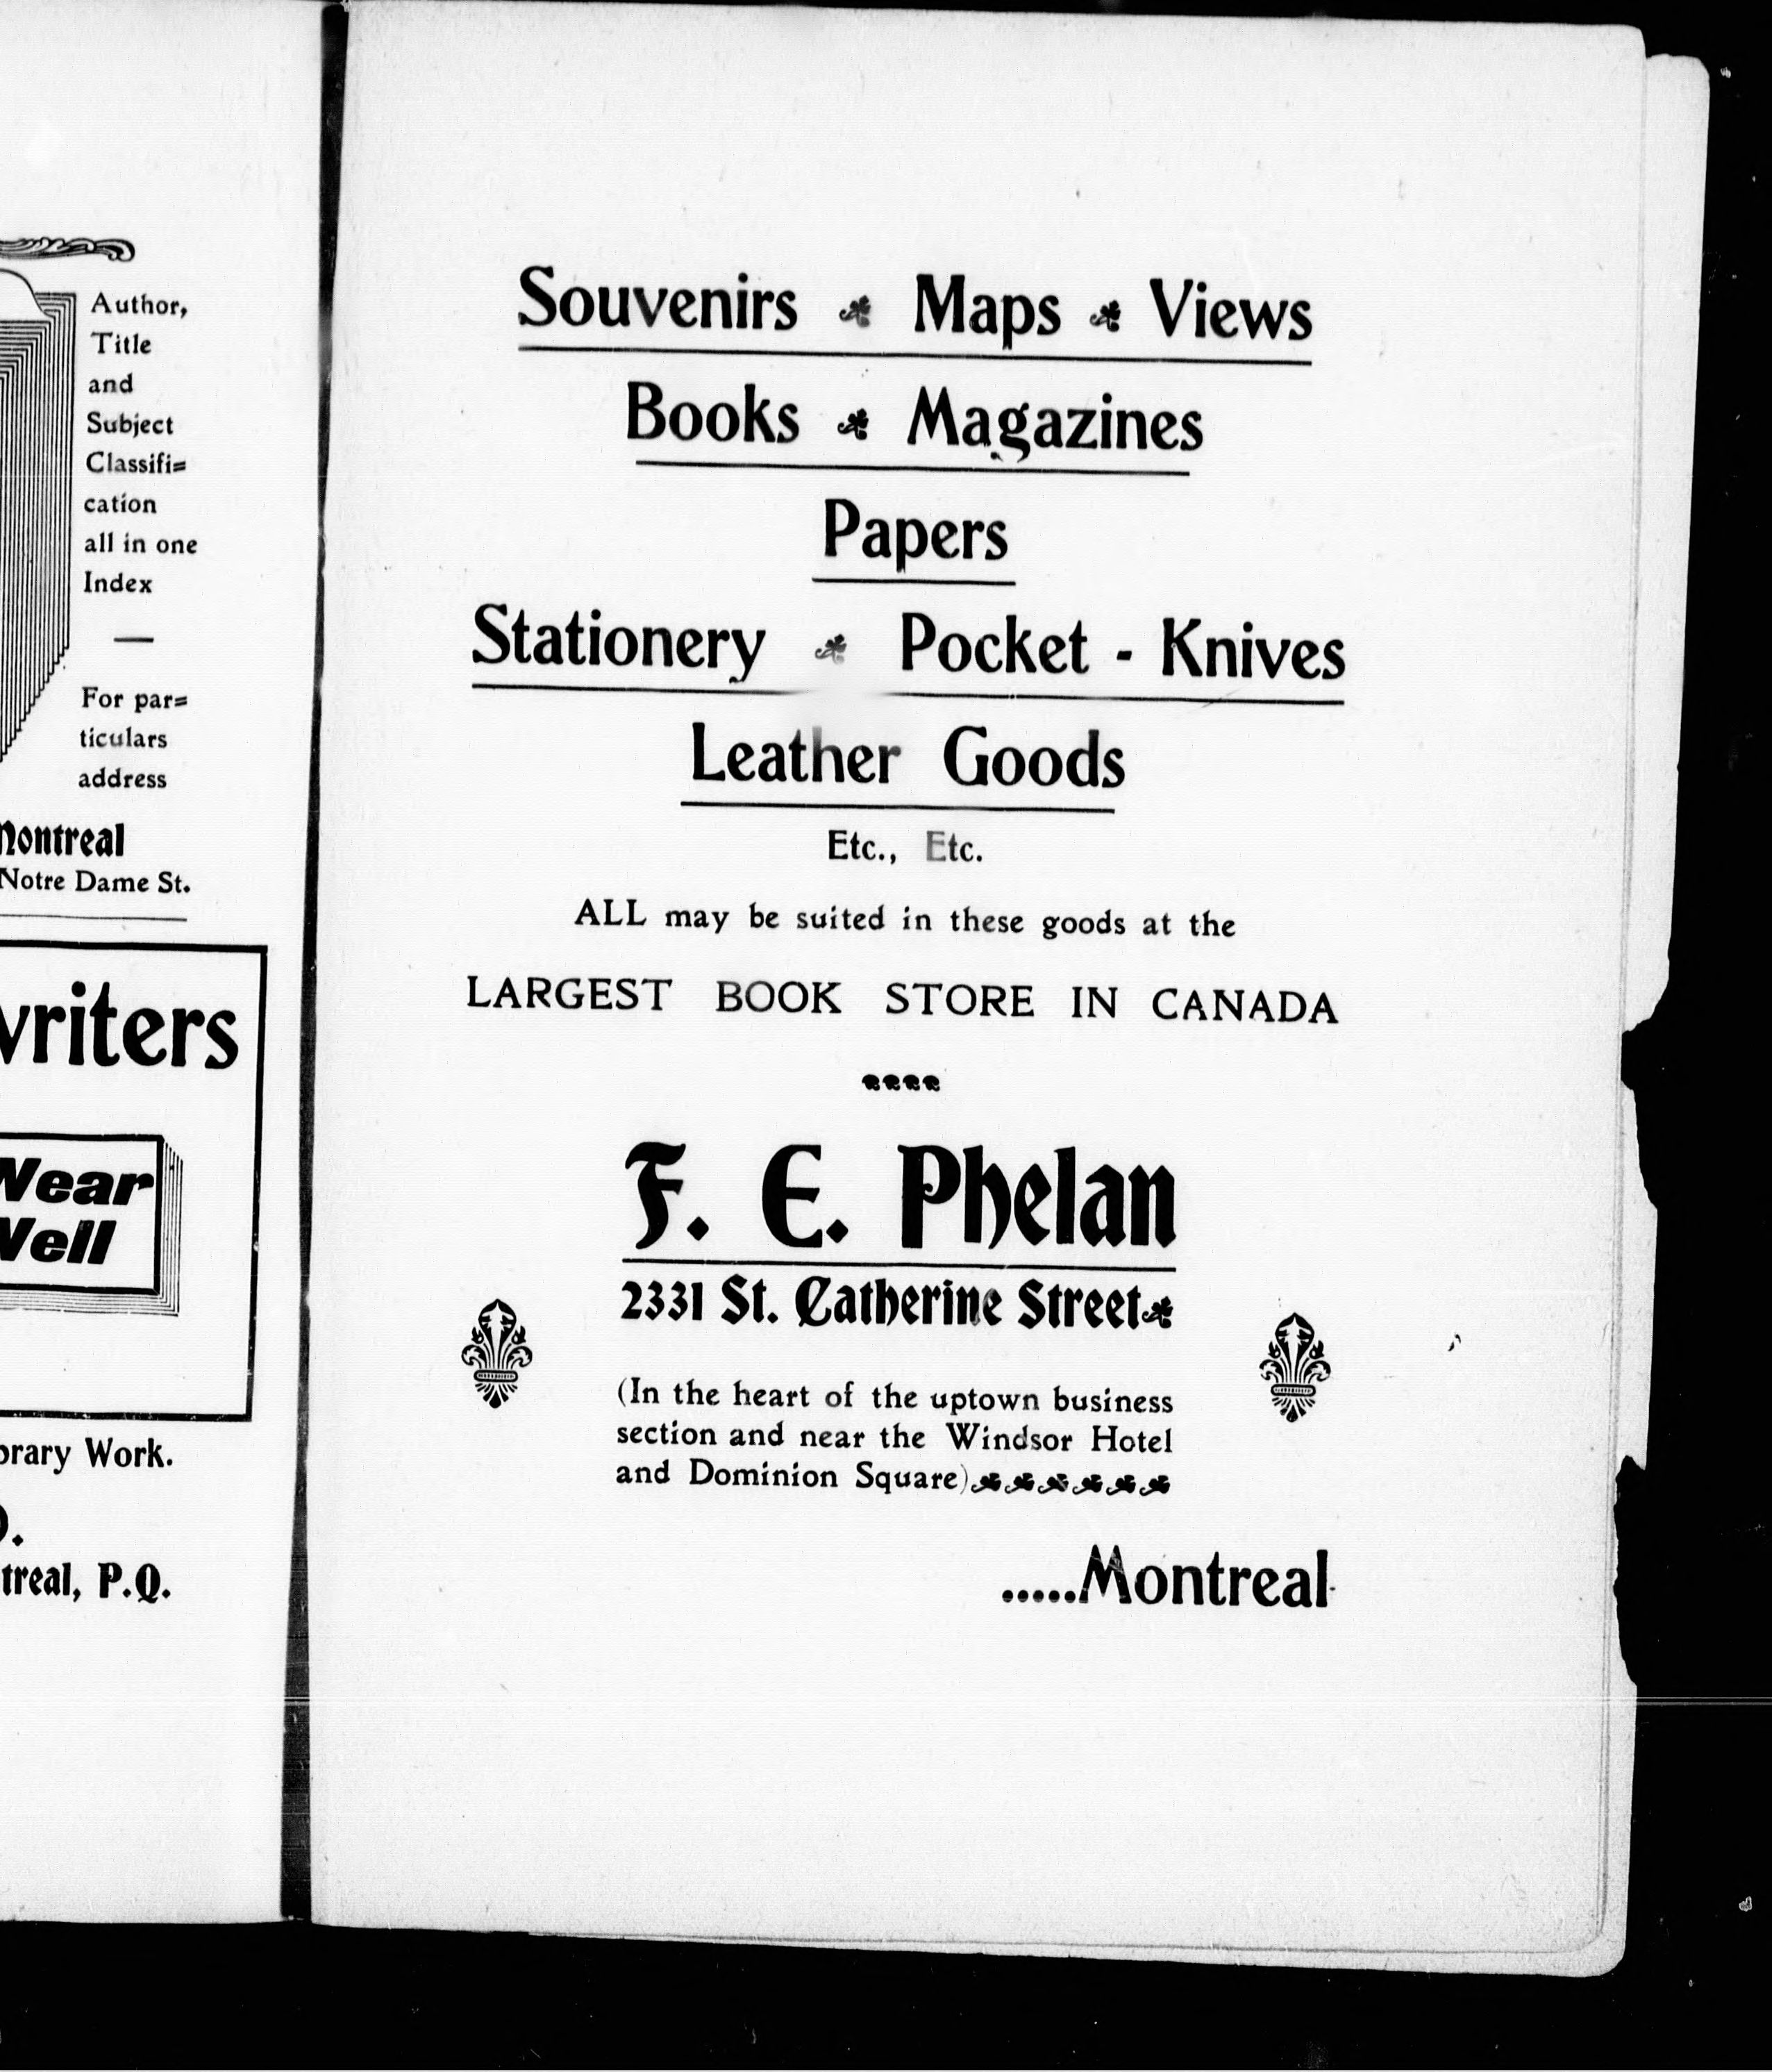 Author,
Title
and
Subject
Classifi=
cation
all in one
Index
For par=
ticulars
address
Montreal
Notre Dame St.
Wear
Well
Work.
P.Q.
Souvenirs Maps Views
Books Magazines
Papers
Stationery Pocket - Knives
Leather Goods
Etc., Etc.
ALL may be suited in these goods at the
LARGEST BOOK STORE IN CANADA
F. E. Phelan
2331 St. Catherine Street
(In the heart of the uptown business
section and near the Windsor Hotel
and Dominion Square)
.....Montreal